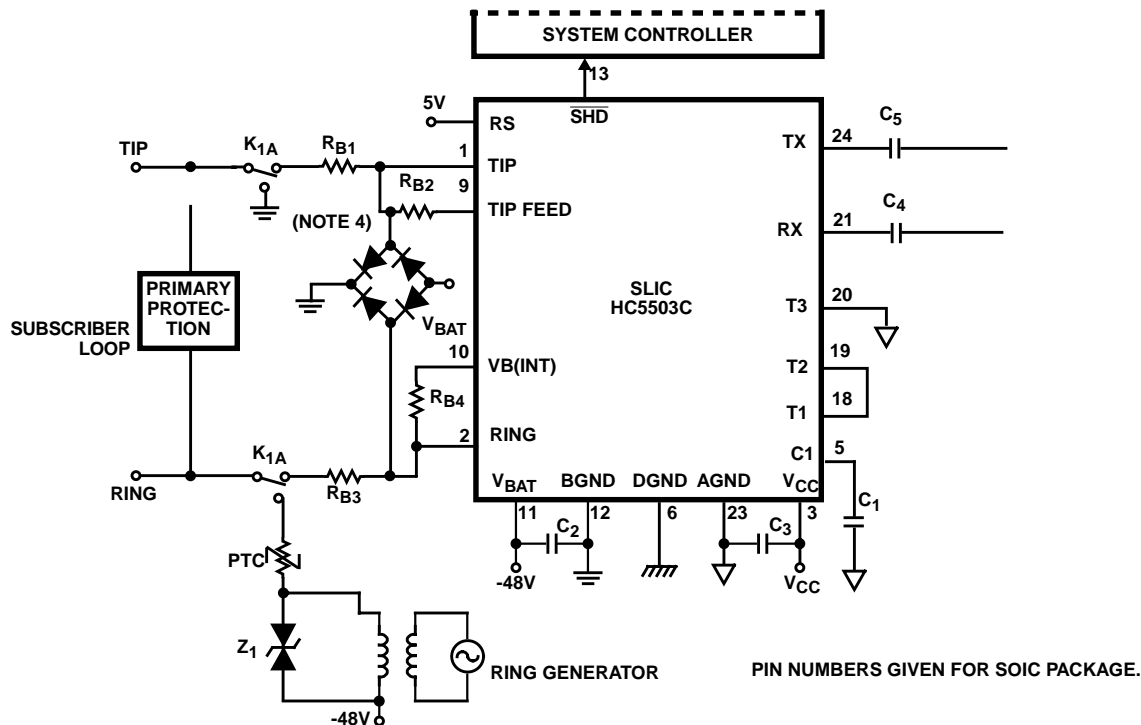 SYSTEM CONTROLLER
13
5V
RS
SHD
TX
24
C5
TIP
K1A
RB1
1
TIP
RB2
9
TIP FEED
(NOTE 4)
RX
21
C4
SLIC
HC5503C
PRIMARY
PROTEC-
TION
SUBSCRIBER
LOOP
VBAT
T3
20
10
VB(INT)
T2
19
RB4
T1
18
2
RING
C1
5
K1A
RING
RB3
VBAT
BGND
DGND
AGND
VCC
C1
11
C2
12
6
23
C3
3
PTC
-48V
VCC
Z1
RING GENERATOR
PIN NUMBERS GIVEN FOR SOIC PACKAGE.
-48V